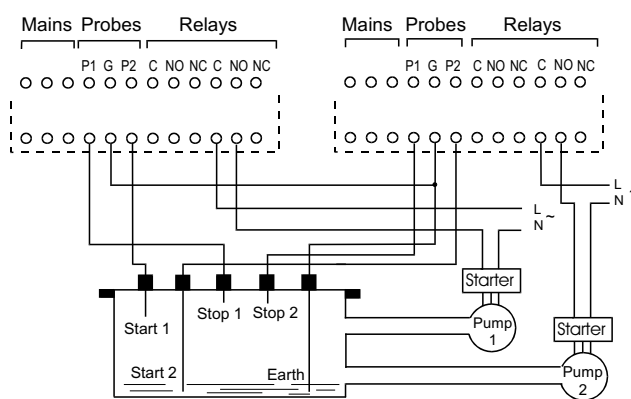 Mains Probes Relays
P1 G P2 C NO NC C NO NC
Mains Probes Relays
P1 G P2 C NO NC C NO NC
L
N ~
L
N ~
Starter
Pump
1
Starter
Pump
2
Start 1
Stop 1
Stop 2
Start 2
Earth